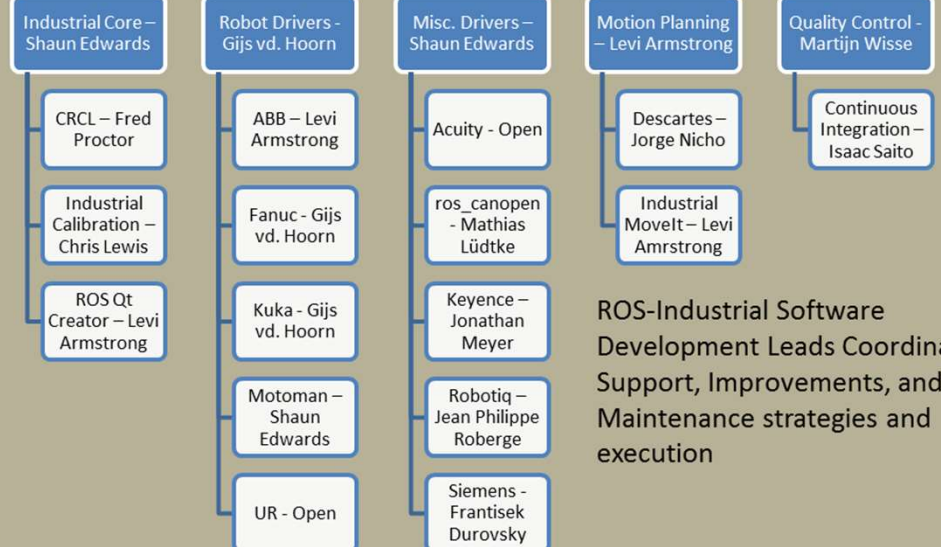 Industrial Core –
Shaun Edwards
CRCL – Fred
Proctor
Industrial
Calibration –
Chris Lewis
ROS Qt
Creator – Levi
Armstrong
Robot Drivers -
Gijs vd. Hoorn
ABB – Levi
Armstrong
Fanuc - Gijs
vd. Hoorn
Kuka - Gijs
vd. Hoorn
Motoman –
Shaun
Edwards
UR - Open
Misc. Drivers –
Shaun Edwards
Acuity - Open
ros_canopen
- Mathias
Lüdtke
Keyence –
Jonathan
Meyer
Robotiq –
Jean Philippe
Roberge
Siemens -
Frantisek
Durovsky
Motion Planning
– Levi Armstrong
Descartes –
Jorge Nicho
Industrial
MoveIt – Levi
Amrstrong
Quality Control -
Martijn Wisse
Continuous
Integration –
Isaac Saito
ROS-Industrial Software
Development Leads Coordina
Support, Improvements, and
Maintenance strategies and
execution